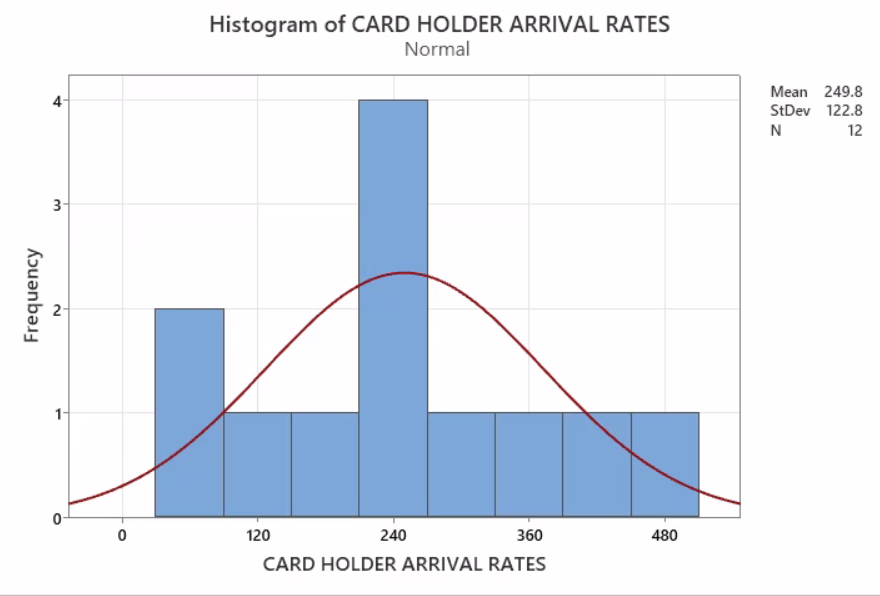 Histogram of CARD HOLDER ARRIVAL RATES
Normal
Mean 249.8
StDev 122.8
N 12
Frequency
4
3
2
1
0
0 120 240 360 480
CARD HOLDER ARRIVAL RATES